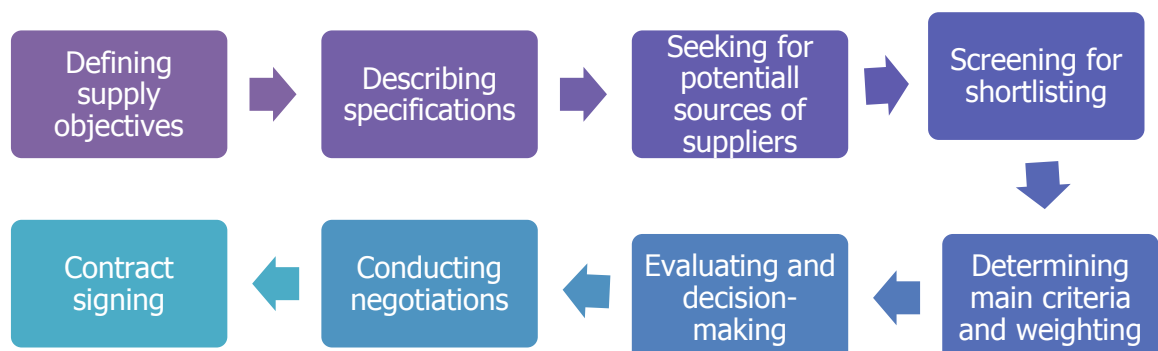 Defining
supply
objectives
Describing
specifications
Seeking for
potentiall
sources of
suppliers
Screening for
shortlisting
Determining
main criteria
and weighting
Evaluating and
decision-
making
Conducting
negotiations
Contract
signing